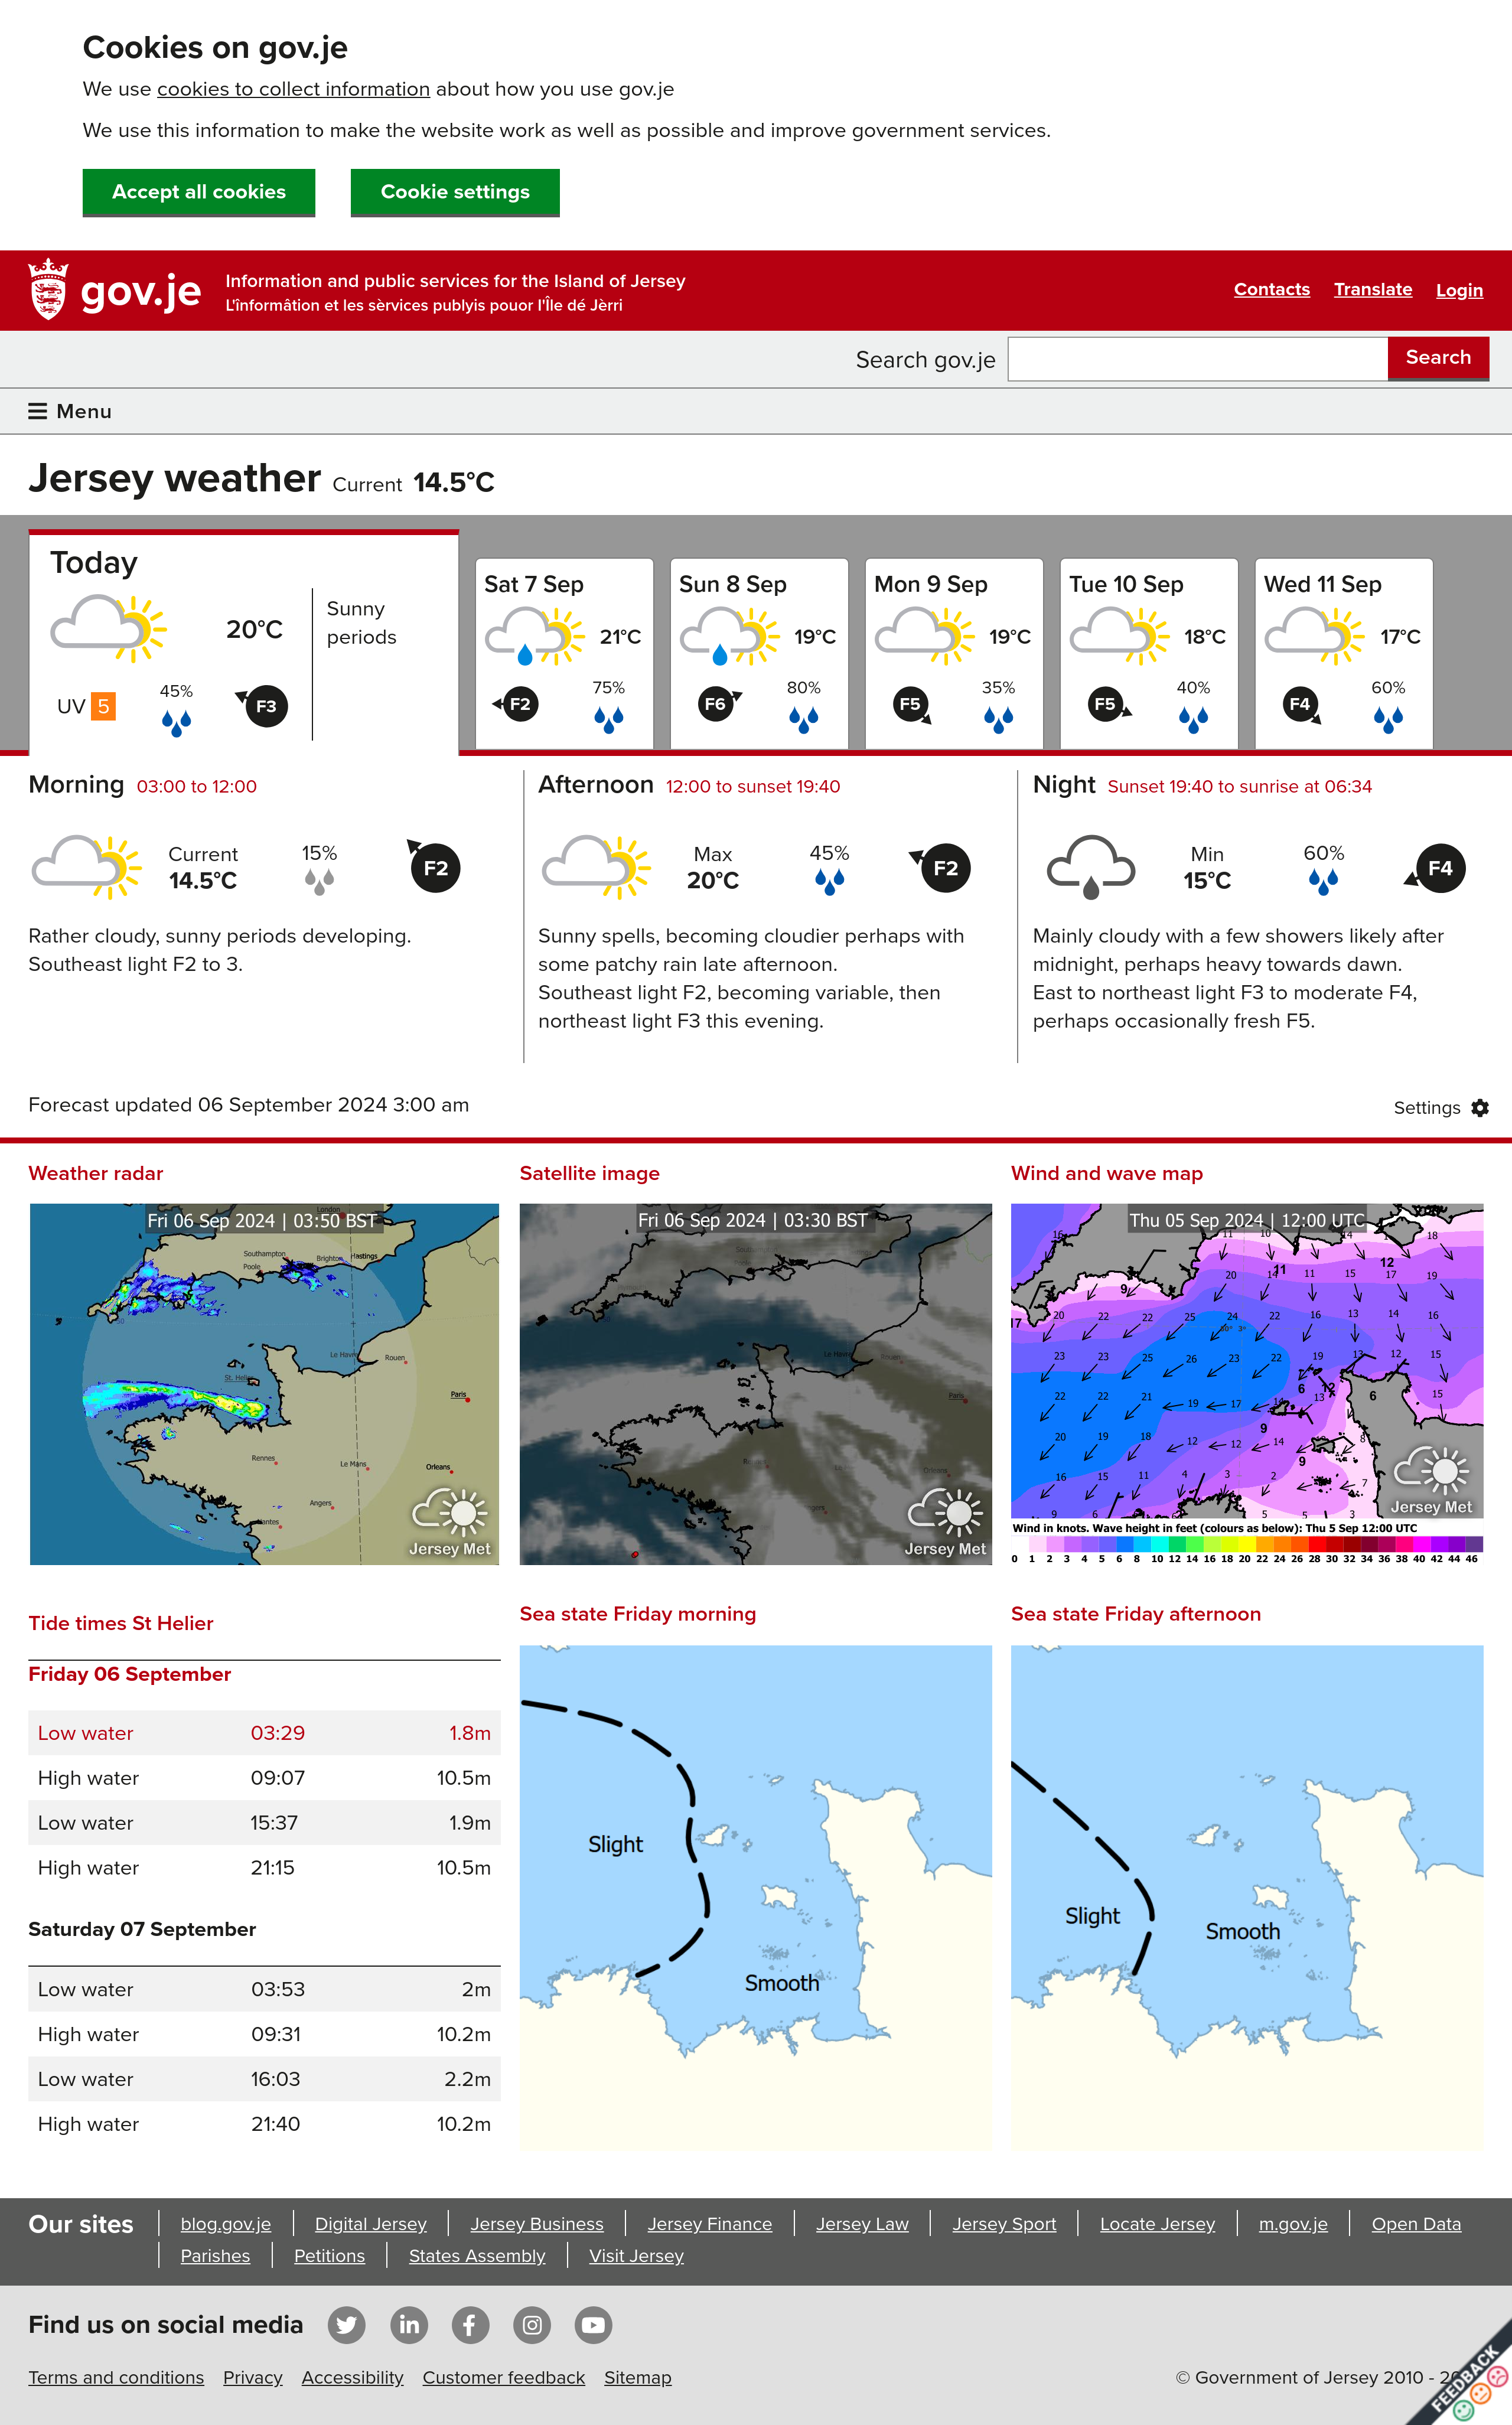 Cookies on gov.je
We use cookies to collect information about how you use gov.je
We use this information to make the website work as well as possible and improve government services.
Accept all cookies
Cookie settings
gov.je
Information and public services for the Island of Jersey
L'înformâtion et les sèrvices publyis pouor l'Île dé Jèrri
Contacts Translate Login
Search gov.je
Search
Menu
Jersey weather Current 14.5°C
Today
20°C
Sunny
periods
UV 5
45%
F3
Sat 7 Sep
21°C
F2
75%
Sun 8 Sep
19°C
F6
80%
Mon 9 Sep
19°C
F5
35%
Tue 10 Sep
18°C
F5
40%
Wed 11 Sep
17°C
F4
60%
Morning 03:00 to 12:00
Current
14.5°C
15%
F2
Rather cloudy, sunny periods developing.
Southeast light F2 to 3.
Afternoon 12:00 to sunset 19:40
Max
20°C
45%
F2
Sunny spells, becoming cloudier perhaps with
some patchy rain late afternoon.
Southeast light F2, becoming variable, then
northeast light F3 this evening.
Night Sunset 19:40 to sunrise at 06:34
Min
15°C
60%
F4
Mainly cloudy with a few showers likely after
midnight, perhaps heavy towards dawn.
East to northeast light F3 to moderate F4,
perhaps occasionally fresh F5.
Forecast updated 06 September 2024 3:00 am
Settings
Weather radar
Fri 06 Sep 2024 | 03:50 BST
London
Southampton
Brighton
Hastings
Poole
Le Havre
Rouen
St. Helier
Paris
Rennes
Le Mans
Orleans
Angers
Nantes
Jersey Met
Satellite image
Fri 06 Sep 2024 | 03:30 BST
Le Havre
Paris
Jersey Met
Wind and wave map
Thu 05 Sep 2024 | 12:00 UTC
Jersey Met
Wind in knots. Wave height in feet (colours as below): Thu 5 Sep 12:00 UTC
0 1 2 3 4 5 6 8 10 12 14 16 18 20 22 24 26 28 30 32 34 36 38 40 42 44 46
Tide times St Helier
Friday 06 September
Low water 03:29 1.8m
High water 09:07 10.5m
Low water 15:37 1.9m
High water 21:15 10.5m
Saturday 07 September
Low water 03:53 2m
High water 09:31 10.2m
Low water 16:03 2.2m
High water 21:40 10.2m
Sea state Friday morning
Slight
Smooth
Sea state Friday afternoon
Slight
Smooth
Our sites
blog.gov.je Digital Jersey Jersey Business Jersey Finance Jersey Law Jersey Sport Locate Jersey m.gov.je Open Data
Parishes Petitions States Assembly Visit Jersey
Find us on social media
Terms and conditions Privacy Accessibility Customer feedback Sitemap
© Government of Jersey 2010 -
FEEDBACK